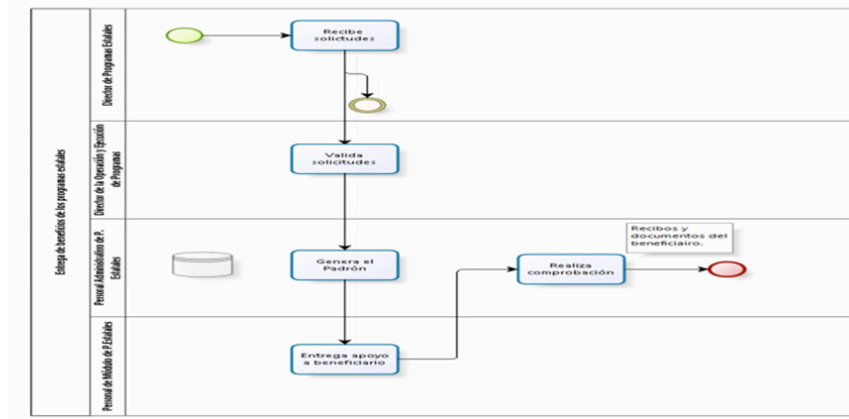 Entrega de beneficios de los programas estatales
Director de Programas Estatales
Recibe
solictudes
Director de la Operación y Ejecución
de Programas
Valida
solicitudes
Personal Administrativo de P.
Estatales
Genera el
Padrón
Realiza
comprobación
Recibos y
documentos del
beneficiairo.
Personal de Módulo de P.Estatales
Entrega apoyo
a beneficiario